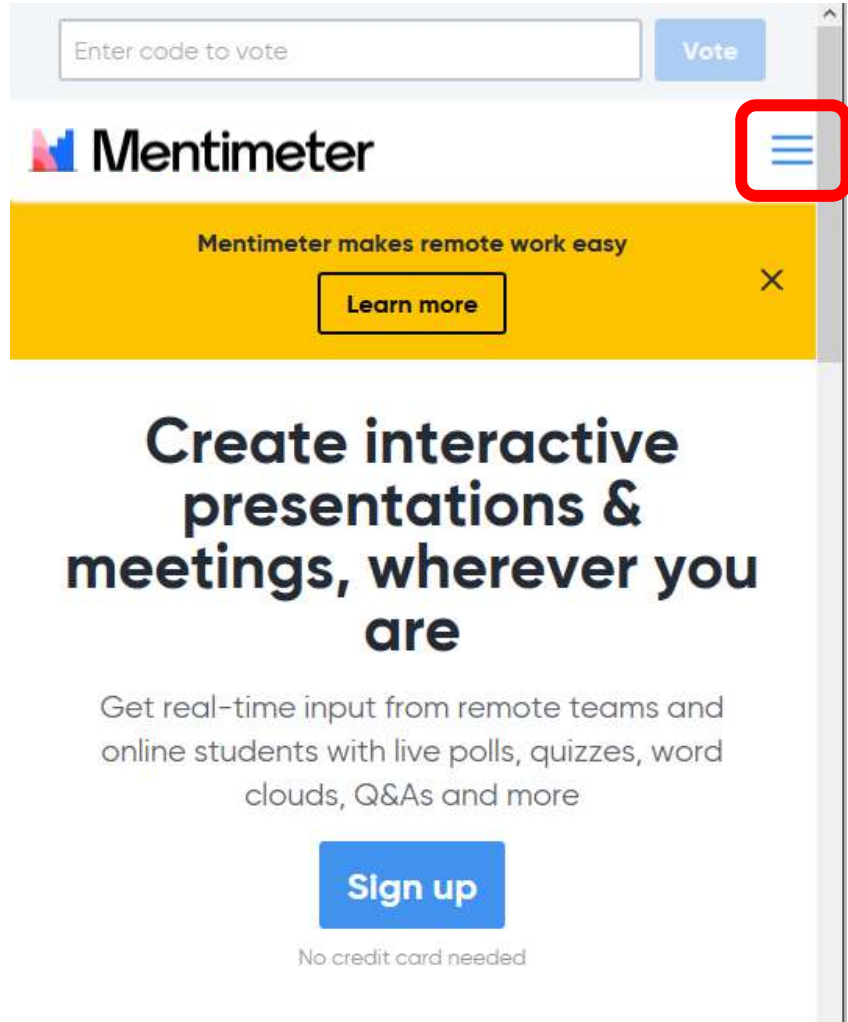 Enter code to vote
Vote
Mentimeter
Mentimeter makes remote work easy
Learn more
Create interactive
presentations &
meetings, wherever you
are
Get real-time input from remote teams and
online students with live polls, quizzes, word
clouds, Q&As and more
Sign up
No credit card needed